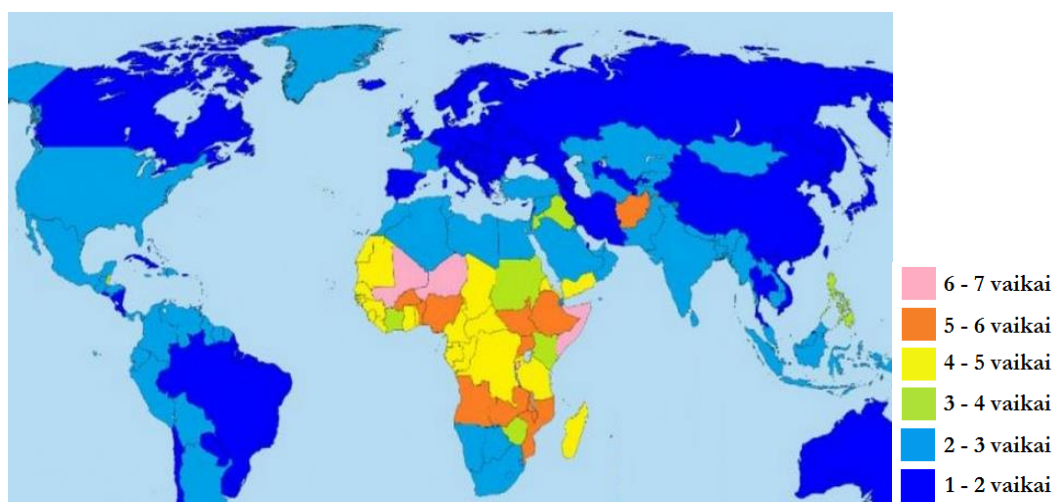 6 - 7 vaikai
5 - 6 vaikai
4 - 5 vaikai
3 - 4 vaikai
2 - 3 vaikai
1 - 2 vaikai